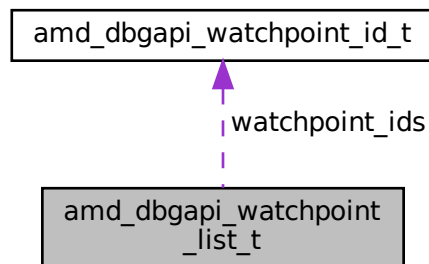 amd_dbgapi_watchpoint_id_t
watchpoint_ids
amd_dbgapi_watchpoint
_list_t